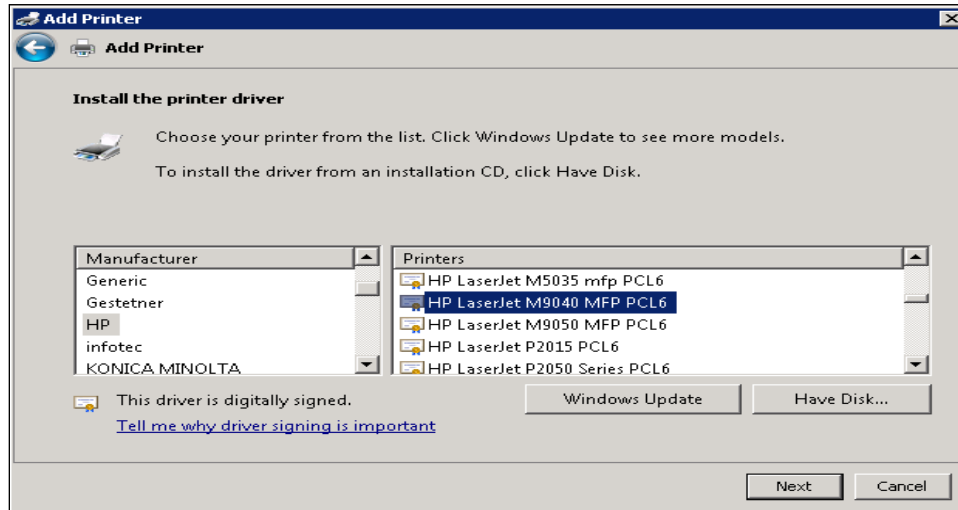 Add Printer
Add Printer
Install the printer driver
Choose your printer from the list. Click Windows Update to see more models.
To install the driver from an installation CD, click Have Disk.
Manufacturer
Generic
Gestetner
HP
infotec
KONICA MINOLTA
Printers
HP LaserJet M5035 mfp PCL6
HP LaserJet M9040 MFP PCL6
HP LaserJet M9050 MFP PCL6
HP LaserJet P2015 PCL6
HP LaserJet P2050 Series PCL6
This driver is digitally signed.
Tell me why driver signing is important
Windows Update
Have Disk...
Next
Cancel